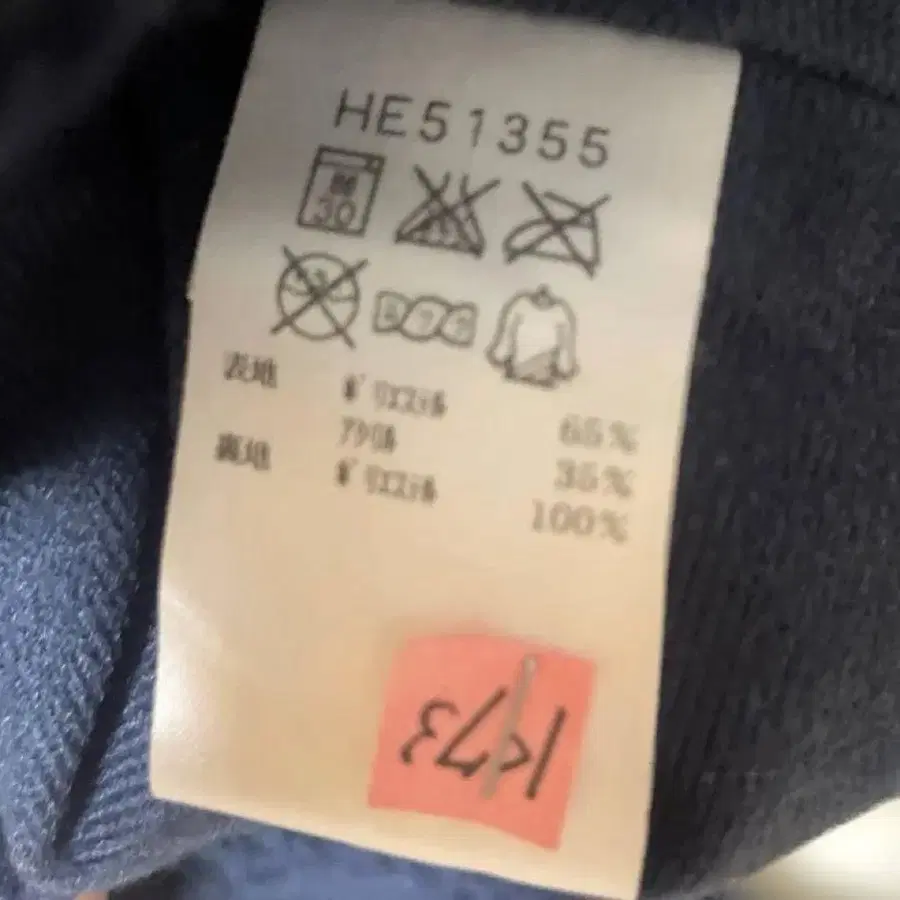 HE51355
30
表地 ポリエステル 65%
アクリル 35%
裏地 ポリエステル 100%